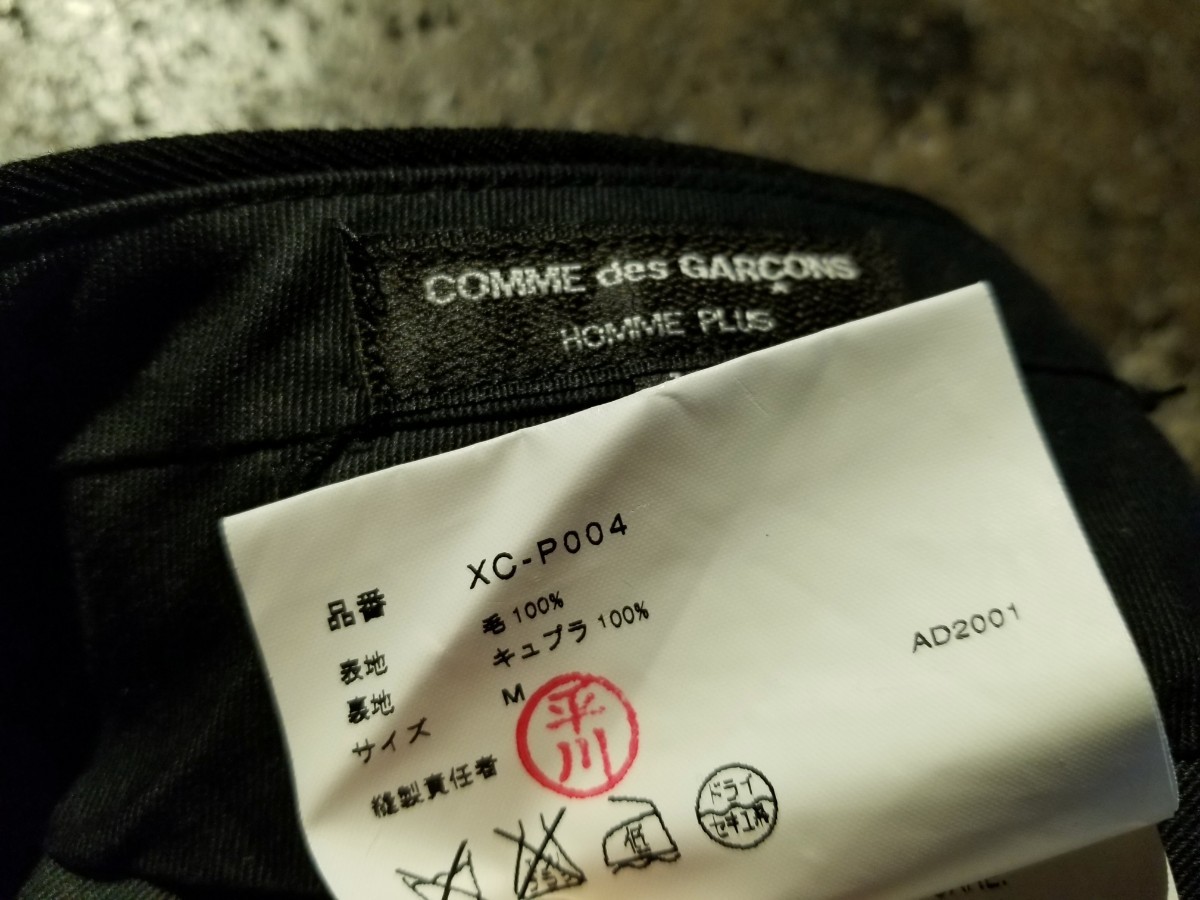 COMME des GARÇONS
HOMME PLUS
品番 XC-P004
表地 毛 100%
裏地 キュプラ 100%
サイズ M
縫製責任者 平川
AD2001
低
ドライ
セキユ系